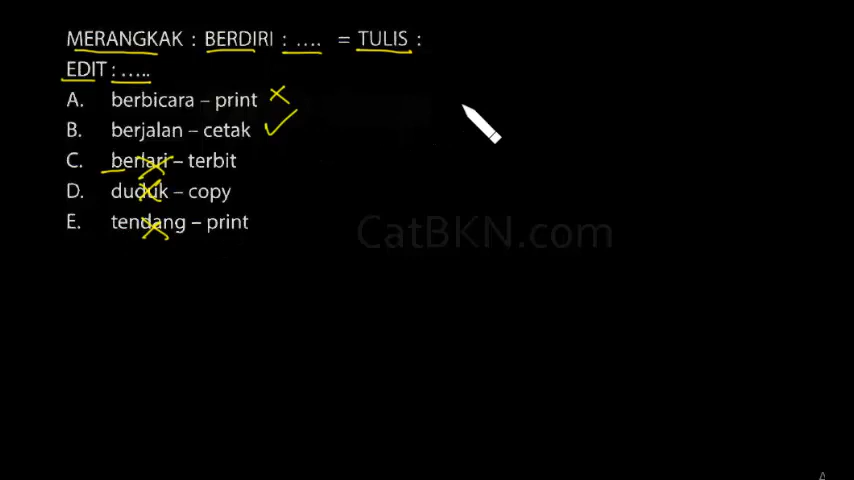 MERANGKAK : BERDIRI : .... = TULIS :
EDIT : .....
A. berbicara – print
B. berjalan – cetak
C. berlari – terbit
D. duduk – copy
E. tendang – print
CatBKN.com